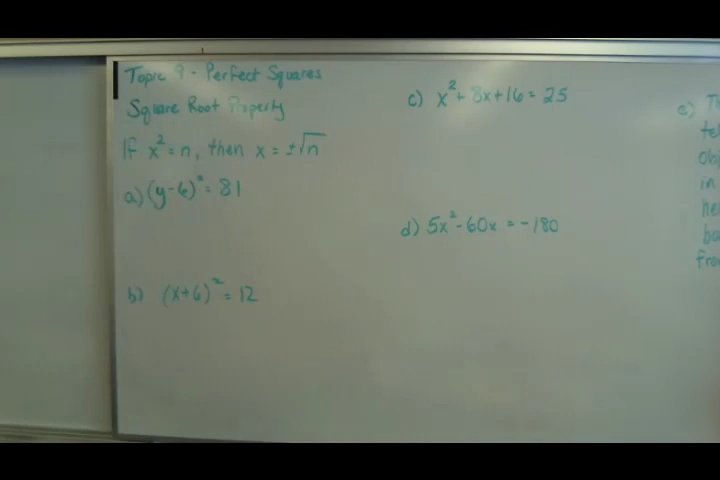 Topic 9 - Perfect Squares
Square Root Property
If x² = n, then x = ±√n
a) (y-6)² = 81
b) (x+6)² = 12
c) x² + 8x + 16 = 25
d) 5x² - 60x = -180
e)
in